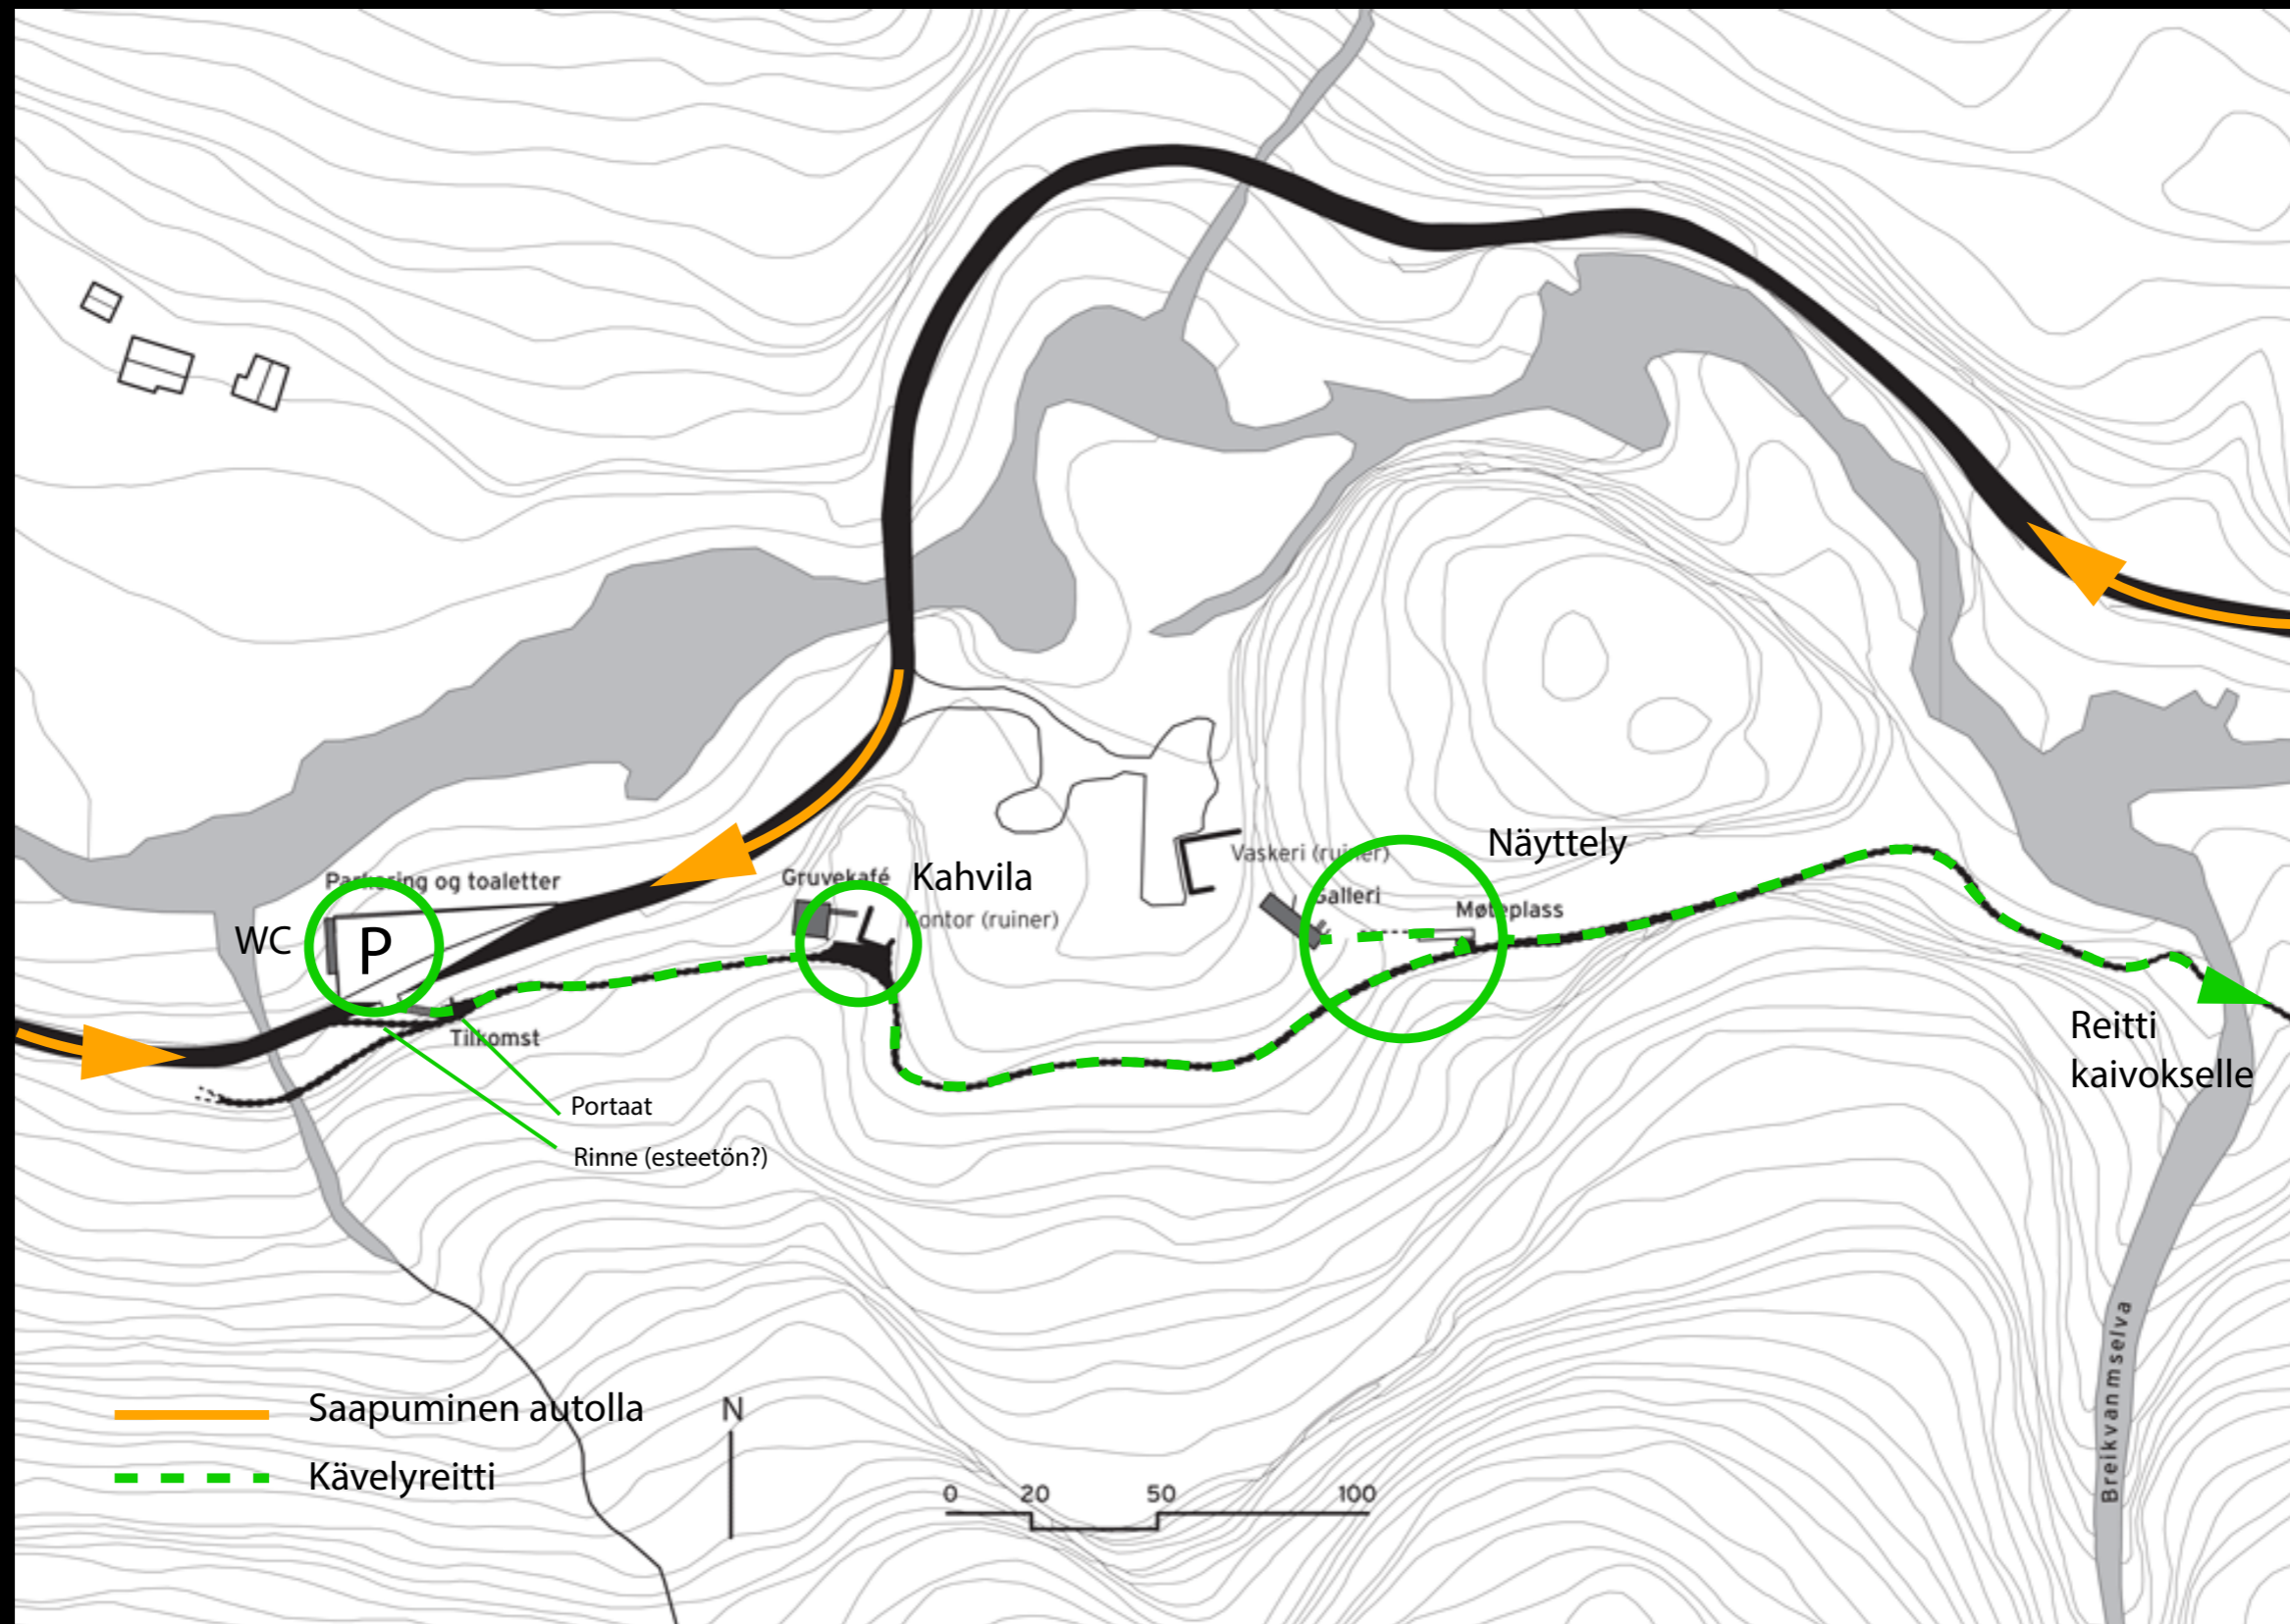 Parkering og toaletter
WC
P
Tilkomst
Portaat
Rinne (esteetön?)
Gruvekafé
Kahvila
Kontor (ruiner)
Vaskeri (ruiner)
Galleri
Møteplass
Näyttely
Reitti
kaivokselle
Breikvanmselva
Saapuminen autolla
Kävelyreitti
N
0 20 50 100